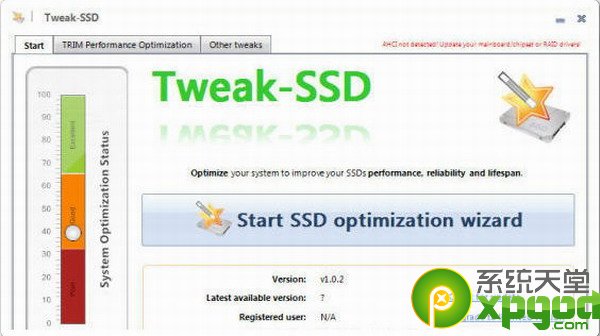 Tweak-SSD
Start
TRIM Performance Optimization
Other tweaks
AHCI not detected! Update your mainboard/chipset or RAID drivers!
100
90
80
70
60
50
40
30
20
10
0
Excellent
Good
Poor
System Optimization Status
Tweak-SSD
Optimize your system to improve your SSDs performance, reliability and lifespan.
Start SSD optimization wizard
Version: v1.0.2
Latest available version: ?
Registered user: N/A
系统天堂
xpgod